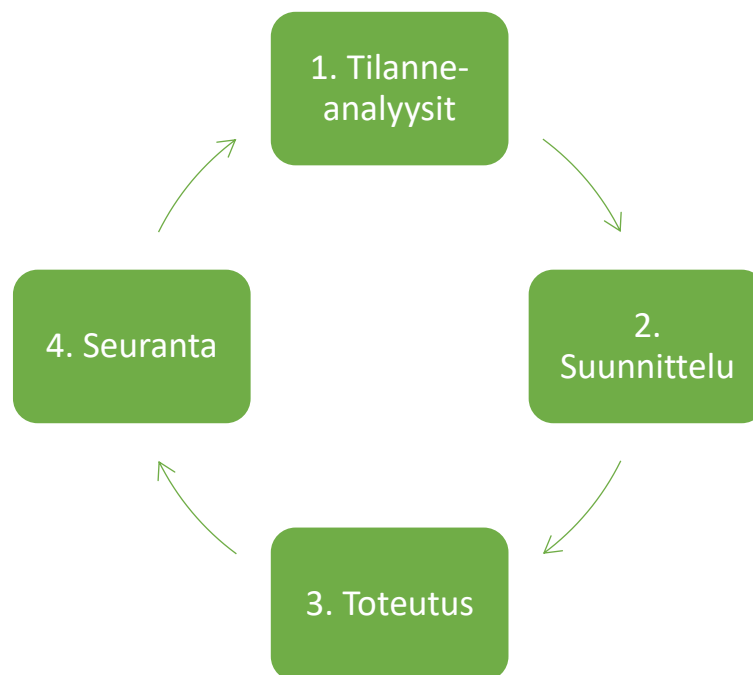 1. Tilanne-
analyysit
2.
Suunnittelu
3. Toteutus
4. Seuranta